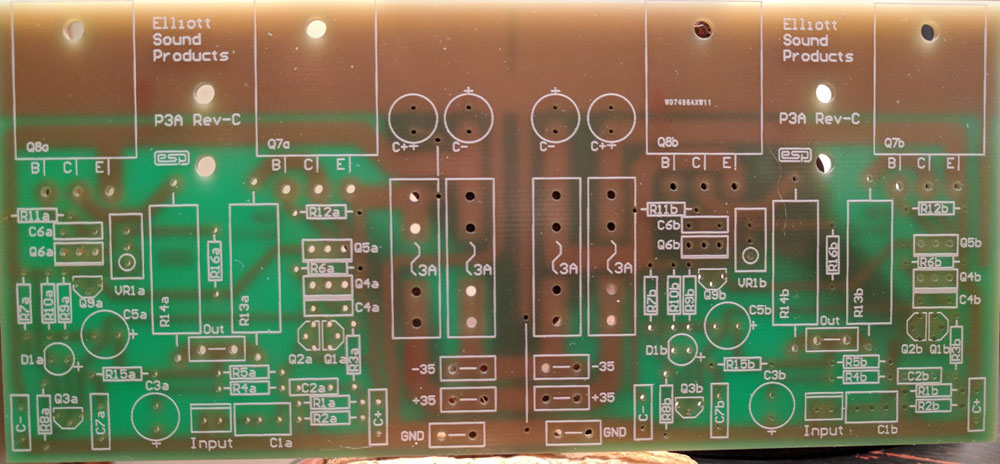 Elliott
Sound
Products
P3A Rev-C
esp
Q8a
B C E
Q7a
B C E
C++
C-
C-
C++
Elliott
Sound
Products
W07486AXW11
P3A Rev-C
esp
Q8b
B C E
Q7b
B C E
R11a
C6a
Q6a
VR1a
R14a
R16a
R13a
R12a
Q5a
R6a
Q4a
C4a
R7a
R10a
R9a
Q9a
C5a
D1a
Out
Q2a
Q1a
R3a
R15a
R5a
R4a
C3a
C2a
R1a
R2a
C-
R8a
Q3a
C7a
Input
C1a
C+
3A
3A
3A
3A
-35
+35
GND
-35
+35
GND
R11b
C6b
Q6b
VR1b
R14b
R16b
R13b
R12b
Q5b
R6b
Q4b
C4b
R7b
R10b
R9b
Q9b
C5b
D1b
Out
Q2b
Q1b
R3b
R15b
R5b
R4b
C3b
C2b
R1b
R2b
C-
R8b
Q3b
C7b
Input
C1b
C+